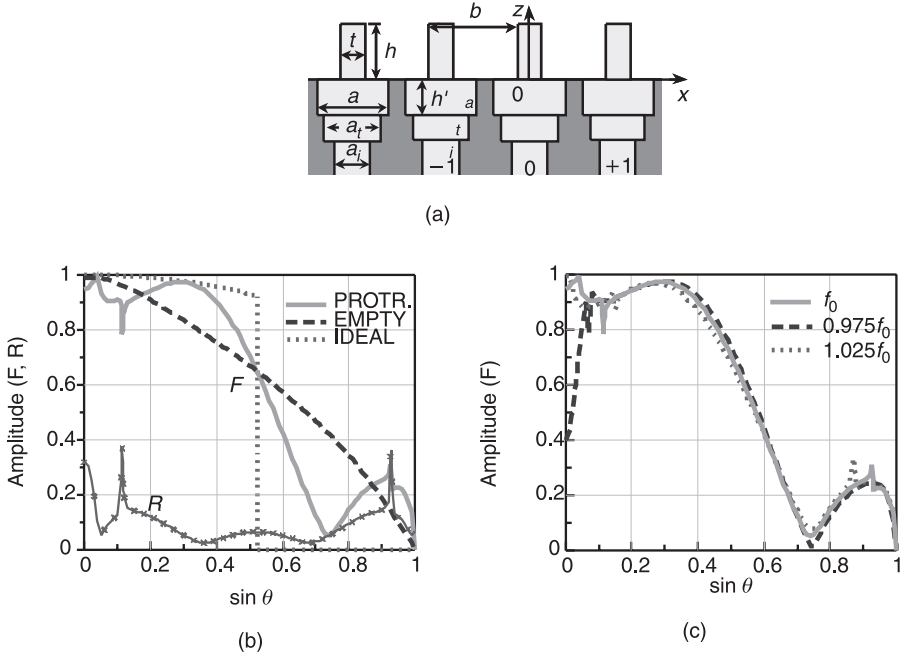 z
b
t
h
x
a
h'
a
0
a_t
t
a_i
i
−1
0
+1
(a)
Amplitude (F, R)
1
0.8
0.6
0.4
0.2
0
PROTR.
EMPTY
IDEAL
F
R
0 0.2 0.4 0.6 0.8 1
sin θ
(b)
Amplitude (F)
1
0.8
0.6
0.4
0.2
0
f_0
0.975f_0
1.025f_0
0 0.2 0.4 0.6 0.8 1
sin θ
(c)